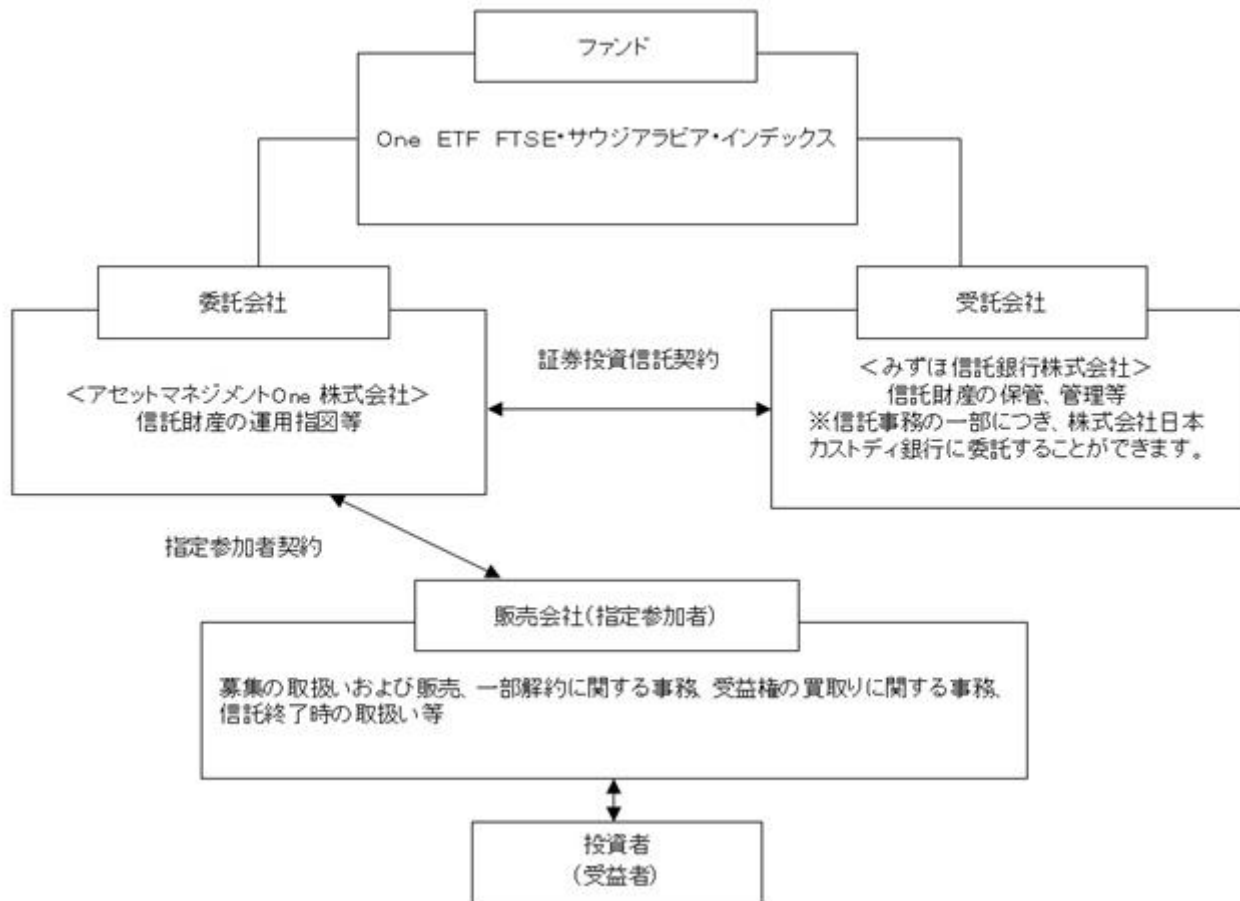 ファンド
One ETF FTSE・サウジアラビア・インデックス
委託会社
<アセットマネジメントOne 株式会社>
信託財産の運用指図等
証券投資信託契約
受託会社
<みずほ信託銀行株式会社>
信託財産の保管、管理等
※信託事務の一部につき、株式会社日本
カストディ銀行に委託することができます。
指定参加者契約
販売会社(指定参加者)
募集の取扱いおよび販売、一部解約に関する事務、受益権の買取りに関する事務、
信託終了時の取扱い等
投資者
(受益者)